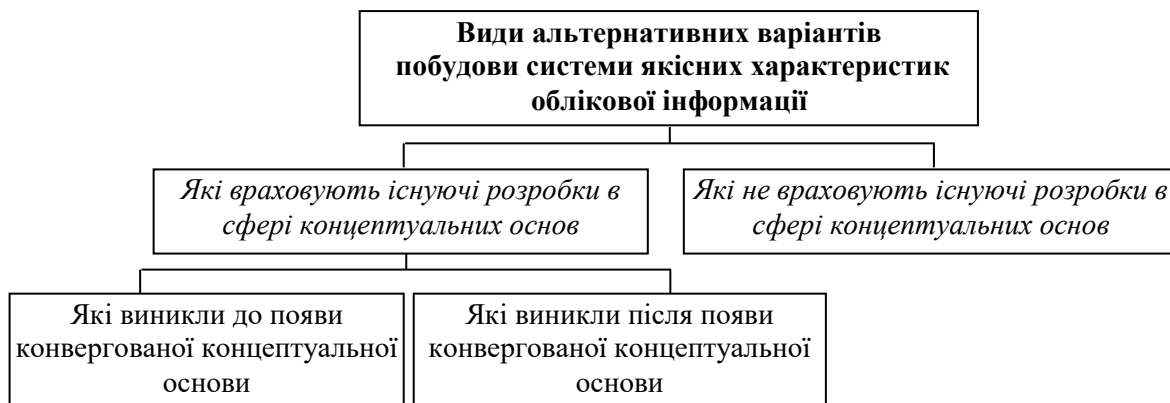 Види альтернативних варіантів
побудови системи якісних характеристик
облікової інформації
Які враховують існуючі розробки в
сфері концептуальних основ
Які не враховують існуючі розробки в
сфері концептуальних основ
Які виникли до появи
конвергованої концептуальної
основи
Які виникли після появи
конвергованої концептуальної
основи